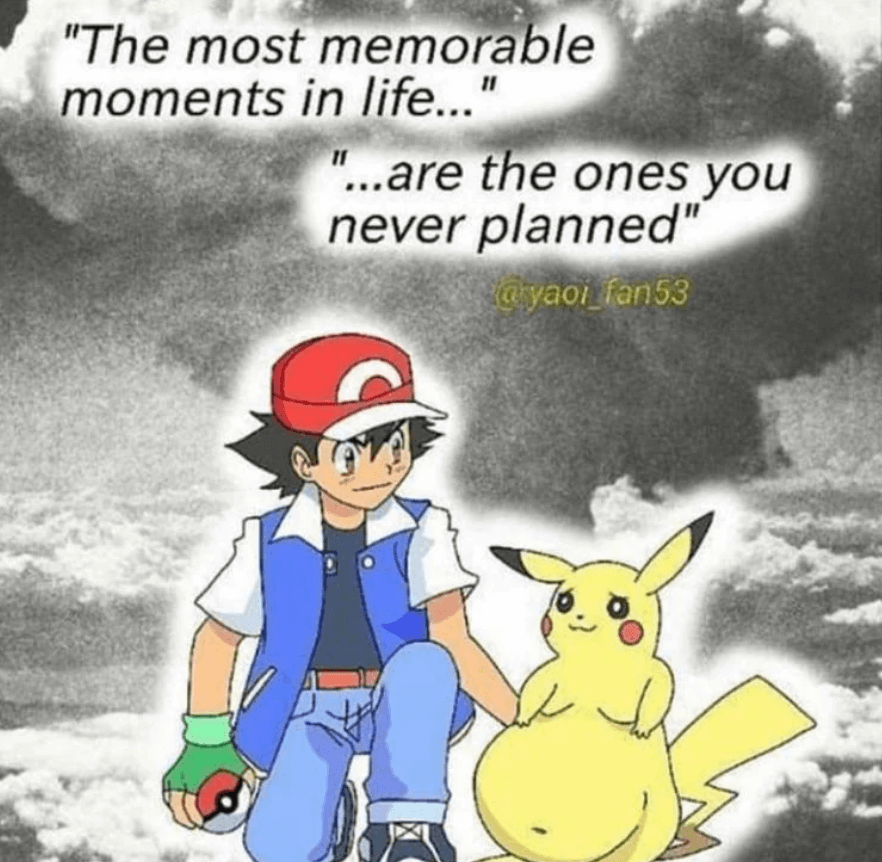 "The most memorable
moments in life..."
"...are the ones you
never planned"
@yaoi_fan53